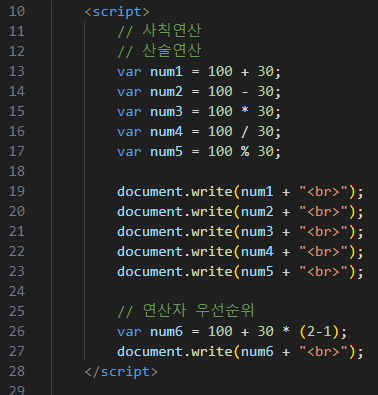 10 <script>
11 // 사칙연산
12 // 산술연산
13 var num1 = 100 + 30;
14 var num2 = 100 - 30;
15 var num3 = 100 * 30;
16 var num4 = 100 / 30;
17 var num5 = 100 % 30;
18
19 document.write(num1 + "<br>");
20 document.write(num2 + "<br>");
21 document.write(num3 + "<br>");
22 document.write(num4 + "<br>");
23 document.write(num5 + "<br>");
24
25 // 연산자 우선순위
26 var num6 = 100 + 30 * (2-1);
27 document.write(num6 + "<br>");
28 </script>
29